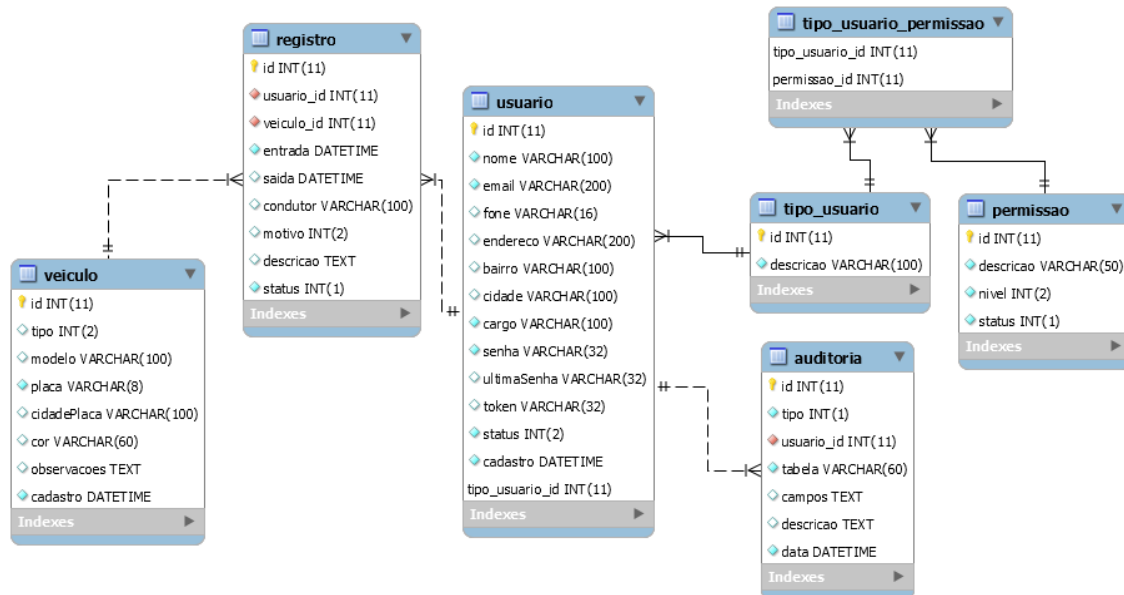 registro
id INT(11)
usuario_id INT(11)
veiculo_id INT(11)
entrada DATETIME
saida DATETIME
condutor VARCHAR(100)
motivo INT(2)
descricao TEXT
status INT(1)
Indexes
veiculo
id INT(11)
tipo INT(2)
modelo VARCHAR(100)
placa VARCHAR(8)
cidadePlaca VARCHAR(100)
cor VARCHAR(60)
observacoes TEXT
cadastro DATETIME
Indexes
usuario
id INT(11)
nome VARCHAR(100)
email VARCHAR(200)
fone VARCHAR(16)
endereco VARCHAR(200)
bairro VARCHAR(100)
cidade VARCHAR(100)
cargo VARCHAR(100)
senha VARCHAR(32)
ultimaSenha VARCHAR(32)
token VARCHAR(32)
status INT(2)
cadastro DATETIME
tipo_usuario_id INT(11)
Indexes
tipo_usuario_permissao
tipo_usuario_id INT(11)
permissao_id INT(11)
Indexes
tipo_usuario
id INT(11)
descricao VARCHAR(100)
Indexes
permissao
id INT(11)
descricao VARCHAR(50)
nivel INT(2)
status INT(1)
Indexes
auditoria
id INT(11)
tipo INT(1)
usuario_id INT(11)
tabela VARCHAR(60)
campos TEXT
descricao TEXT
data DATETIME
Indexes